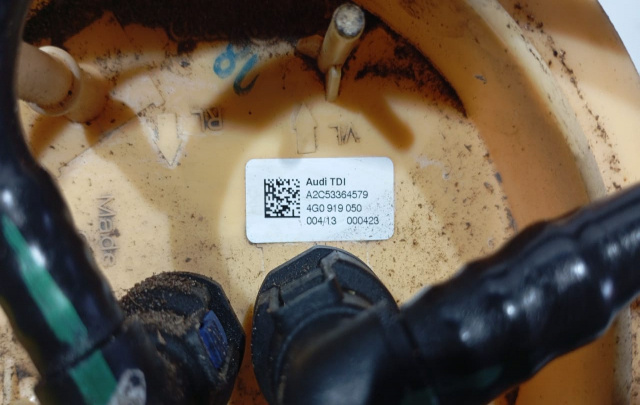 RL
VL
Audi TDI
A2C53364579
4G0 919 050
004/13 000423